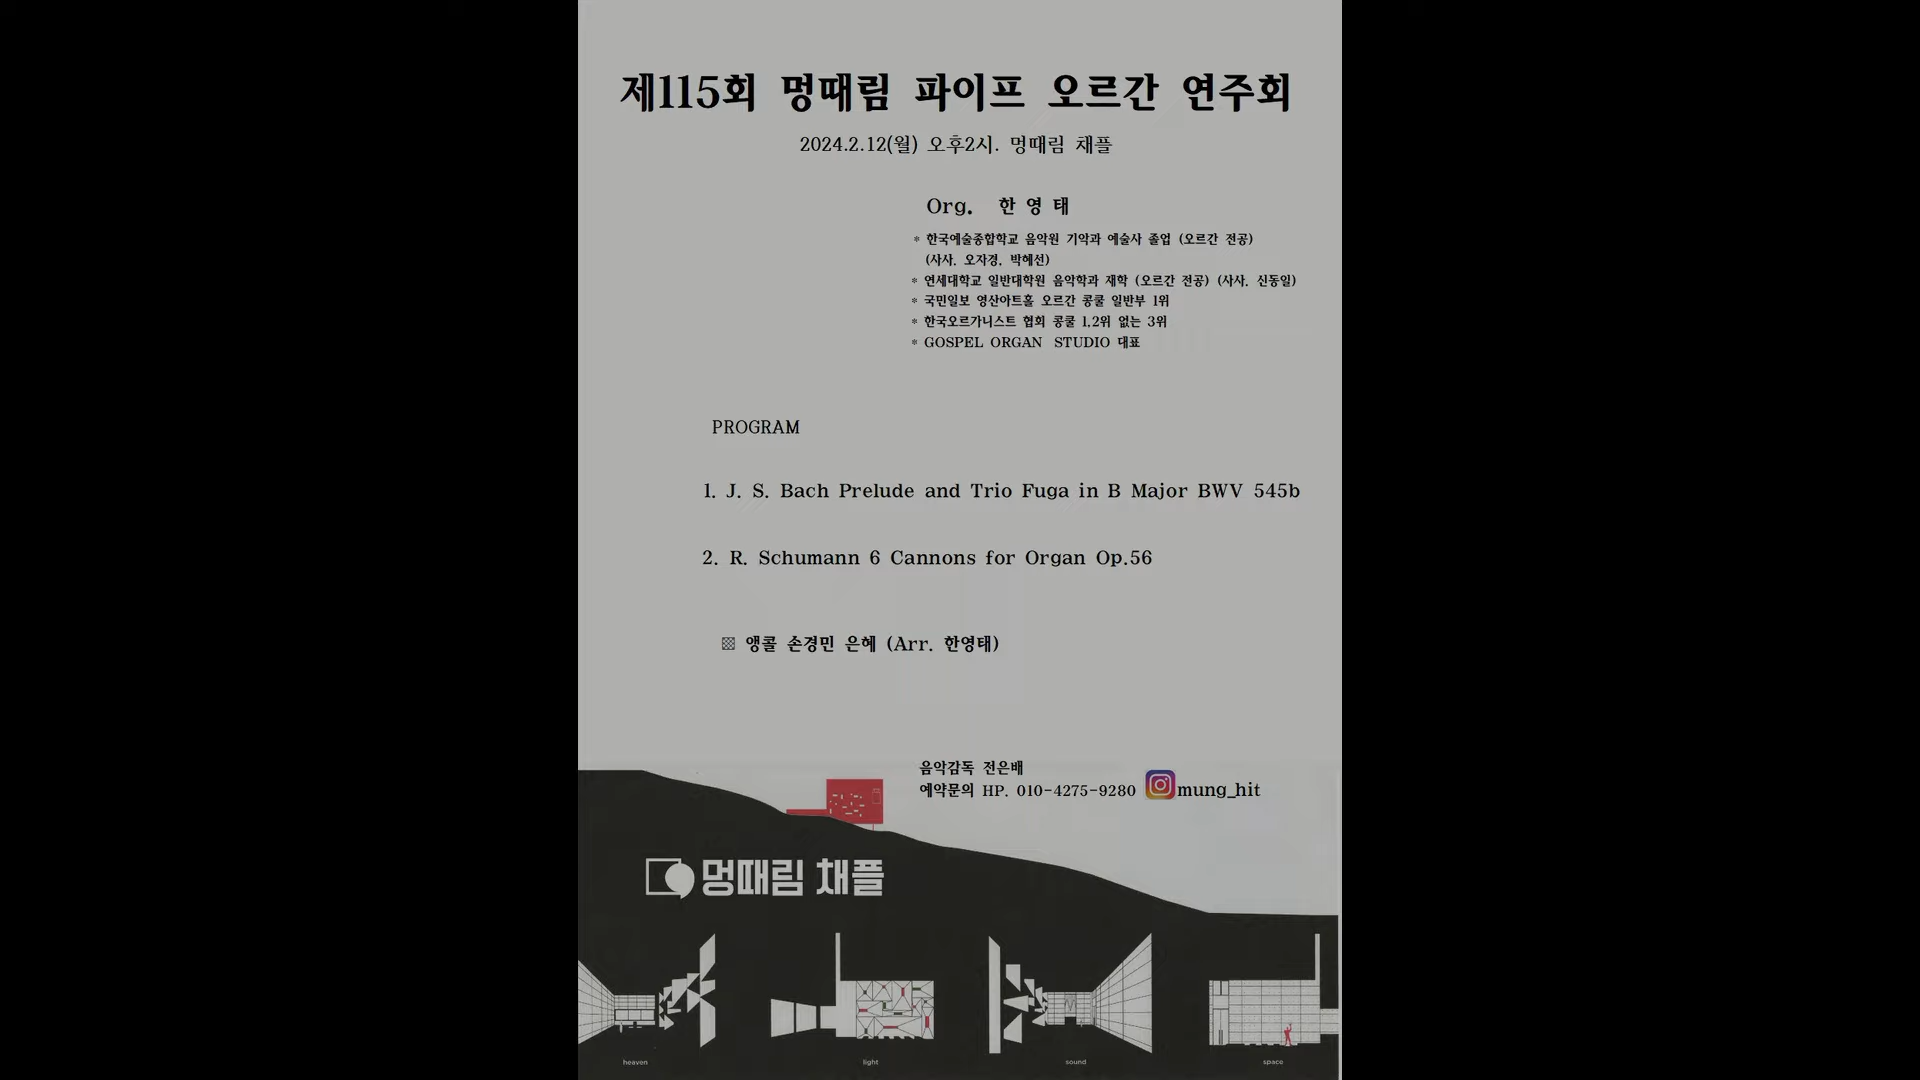 제115회 멍때림 파이프 오르간 연주회
2024.2.12(월) 오후2시. 멍때림 채플
Org. 한 영 태
* 한국예술종합학교 음악원 기악과 예술사 졸업 (오르간 전공)
(사사. 오자경, 박혜선)
* 연세대학교 일반대학원 음악학과 재학 (오르간 전공) (사사. 신동일)
* 국민일보 영산아트홀 오르간 콩쿨 일반부 1위
* 한국오르가니스트 협회 콩쿨 1,2위 없는 3위
* GOSPEL ORGAN STUDIO 대표
PROGRAM
1. J. S. Bach Prelude and Trio Fuga in B Major BWV 545b
2. R. Schumann 6 Cannons for Organ Op.56
▩ 앵콜 손경민 은혜 (Arr. 한영태)
음악감독 전은배
예약문의 HP. 010-4275-9280 mung_hit
멍때림 채플
heaven light sound space